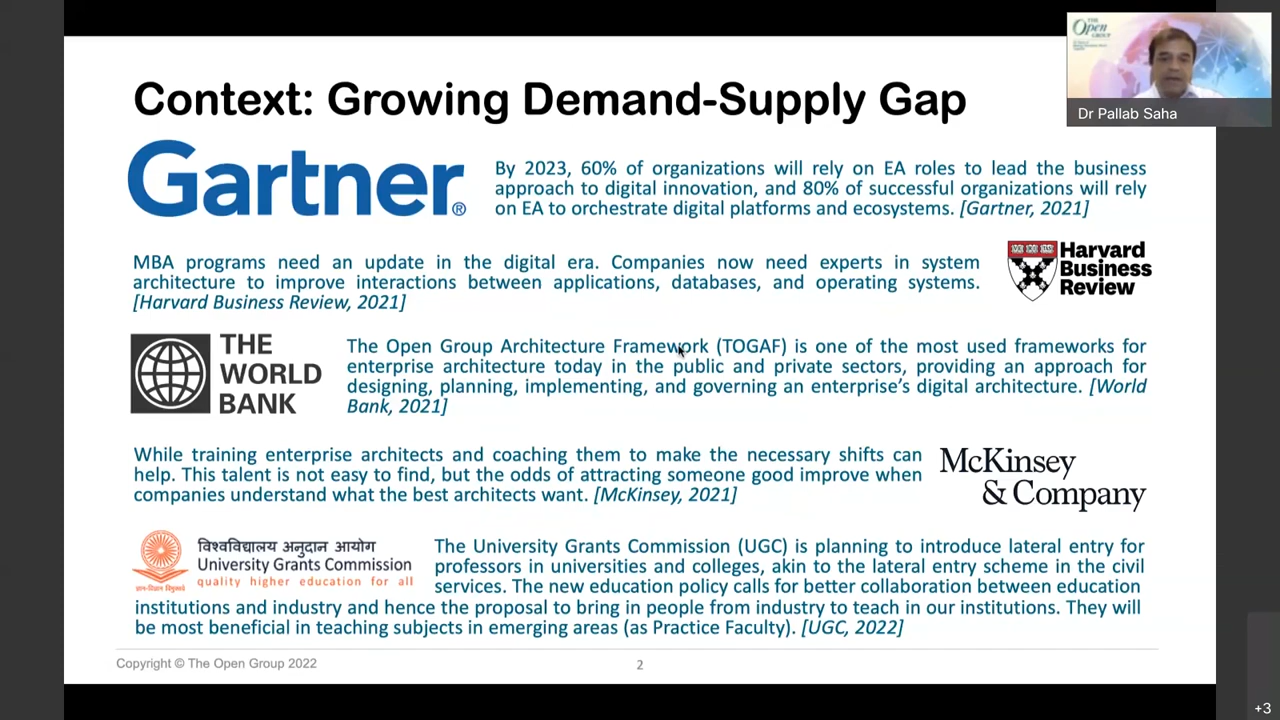 Context: Growing Demand-Supply Gap
THE
Open
GROUP
Dr Pallab Saha
Gartner®
By 2023, 60% of organizations will rely on EA roles to lead the business
approach to digital innovation, and 80% of successful organizations will rely
on EA to orchestrate digital platforms and ecosystems. [Gartner, 2021]
MBA programs need an update in the digital era. Companies now need experts in system
architecture to improve interactions between applications, databases, and operating systems.
[Harvard Business Review, 2021]
Harvard
Business
Review
THE
WORLD
BANK
The Open Group Architecture Framework (TOGAF) is one of the most used frameworks for
enterprise architecture today in the public and private sectors, providing an approach for
designing, planning, implementing, and governing an enterprise's digital architecture. [World
Bank, 2021]
While training enterprise architects and coaching them to make the necessary shifts can
help. This talent is not easy to find, but the odds of attracting someone good improve when
companies understand what the best architects want. [McKinsey, 2021]
McKinsey
& Company
विश्वविद्यालय अनुदान आयोग
University Grants Commission
quality higher education for all
The University Grants Commission (UGC) is planning to introduce lateral entry for
professors in universities and colleges, akin to the lateral entry scheme in the civil
services. The new education policy calls for better collaboration between education
institutions and industry and hence the proposal to bring in people from industry to teach in our institutions. They will
be most beneficial in teaching subjects in emerging areas (as Practice Faculty). [UGC, 2022]
Copyright © The Open Group 2022
2
+3